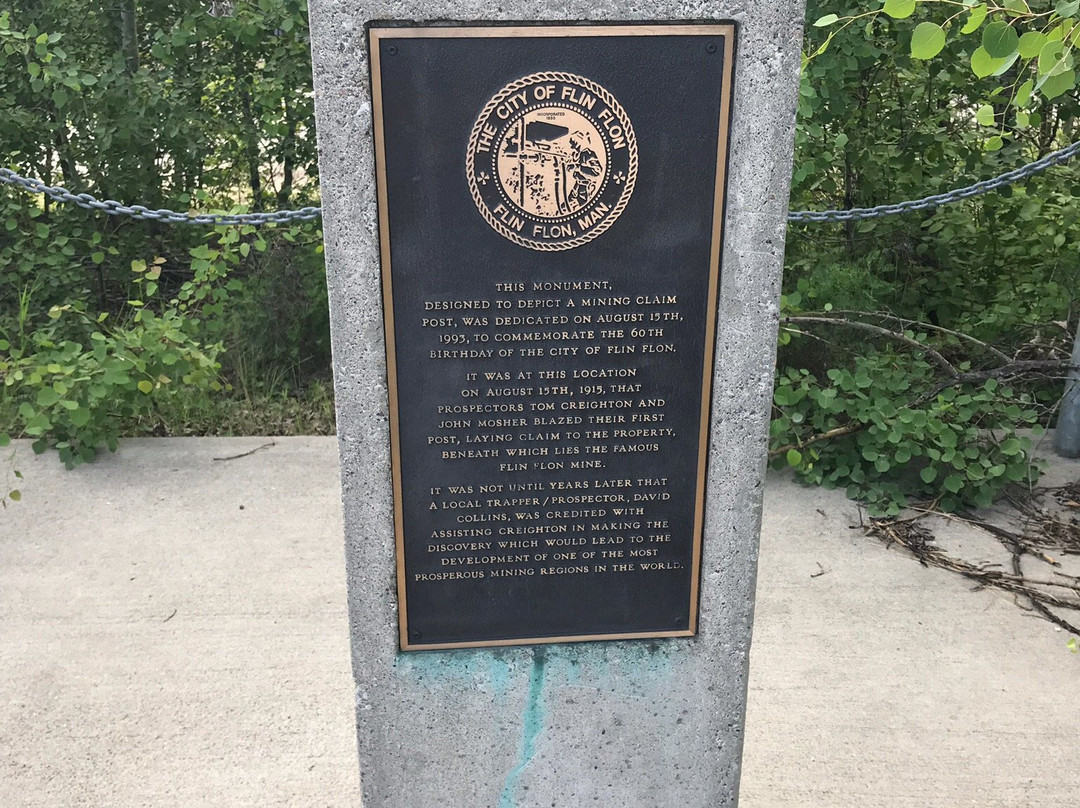 THE CITY OF FLIN FLON
INCORPORATED
1933
FLIN FLON, MAN.
THIS MONUMENT,
DESIGNED TO DEPICT A MINING CLAIM
POST, WAS DEDICATED ON AUGUST 15TH,
1993, TO COMMEMORATE THE 60TH
BIRTHDAY OF THE CITY OF FLIN FLON.
IT WAS AT THIS LOCATION
ON AUGUST 15TH, 1915, THAT
PROSPECTORS TOM CREIGHTON AND
JOHN MOSHER BLAZED THEIR FIRST
POST, LAYING CLAIM TO THE PROPERTY,
BENEATH WHICH LIES THE FAMOUS
FLIN FLON MINE.
IT WAS NOT UNTIL YEARS LATER THAT
A LOCAL TRAPPER/PROSPECTOR, DAVID
COLLINS, WAS CREDITED WITH
ASSISTING CREIGHTON IN MAKING THE
DISCOVERY WHICH WOULD LEAD TO THE
DEVELOPMENT OF ONE OF THE MOST
PROSPEROUS MINING REGIONS IN THE WORLD.